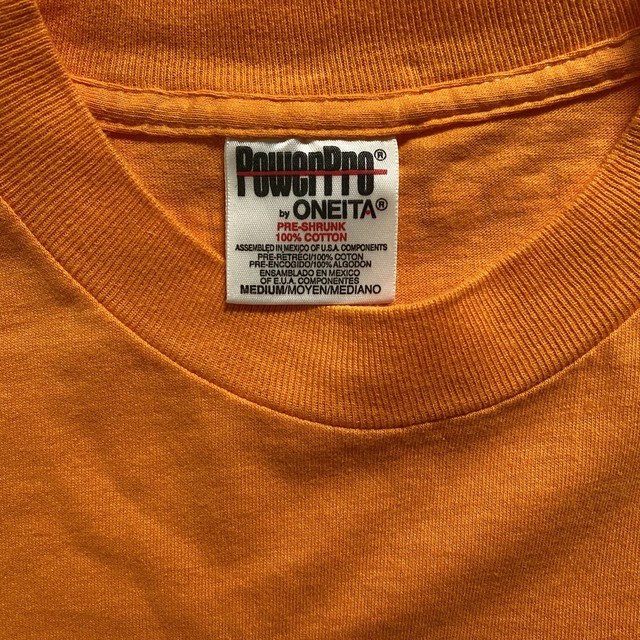 PowerPro®
by ONEITA®
PRE-SHRUNK
100% COTTON
ASSEMBLED IN MEXICO OF U.S.A. COMPONENTS
PRE-RETRECI/100% COTON
PRE-ENCOGIDO/100% ALGODON
ENSAMBLADO EN MEXICO
OF E.U.A. COMPONENTES
MEDIUM/MOYEN/MEDIANO